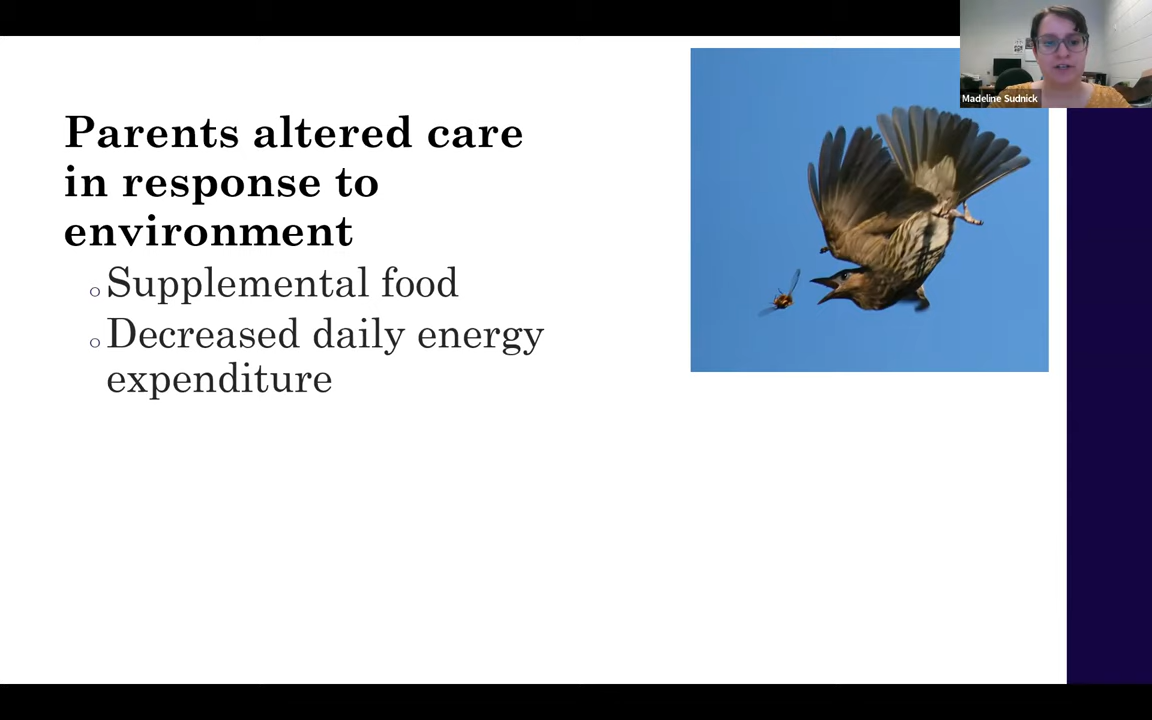 Madeline Sudnick
Parents altered care
in response to
environment
Supplemental food
Decreased daily energy
expenditure